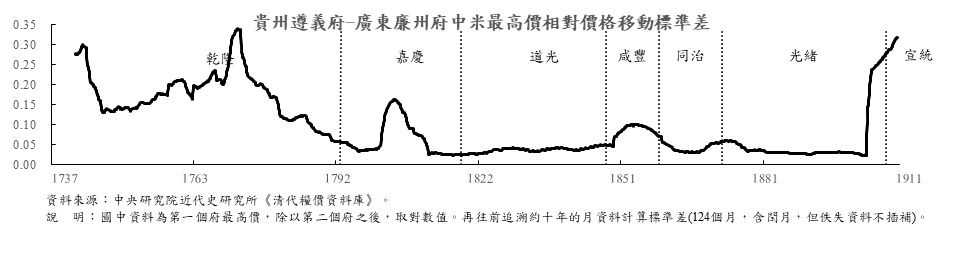 貴州遵義府-廣東廉州府中米最高價相對價格移動標準差
0.35
0.30
0.25
0.20
0.15
0.10
0.05
0.00
乾隆 嘉慶 道光 咸豐 同治 光緒 宣統
1737 1763 1792 1822 1851 1881 1911
資料來源：中央研究院近代史研究所《清代糧價資料庫》。
說　明：圖中資料為第一個府最高價，除以第二個府之後，取對數值。再往前追溯約十年的月資料計算標準差(124個月，含閏月，但佚失資料不插補)。